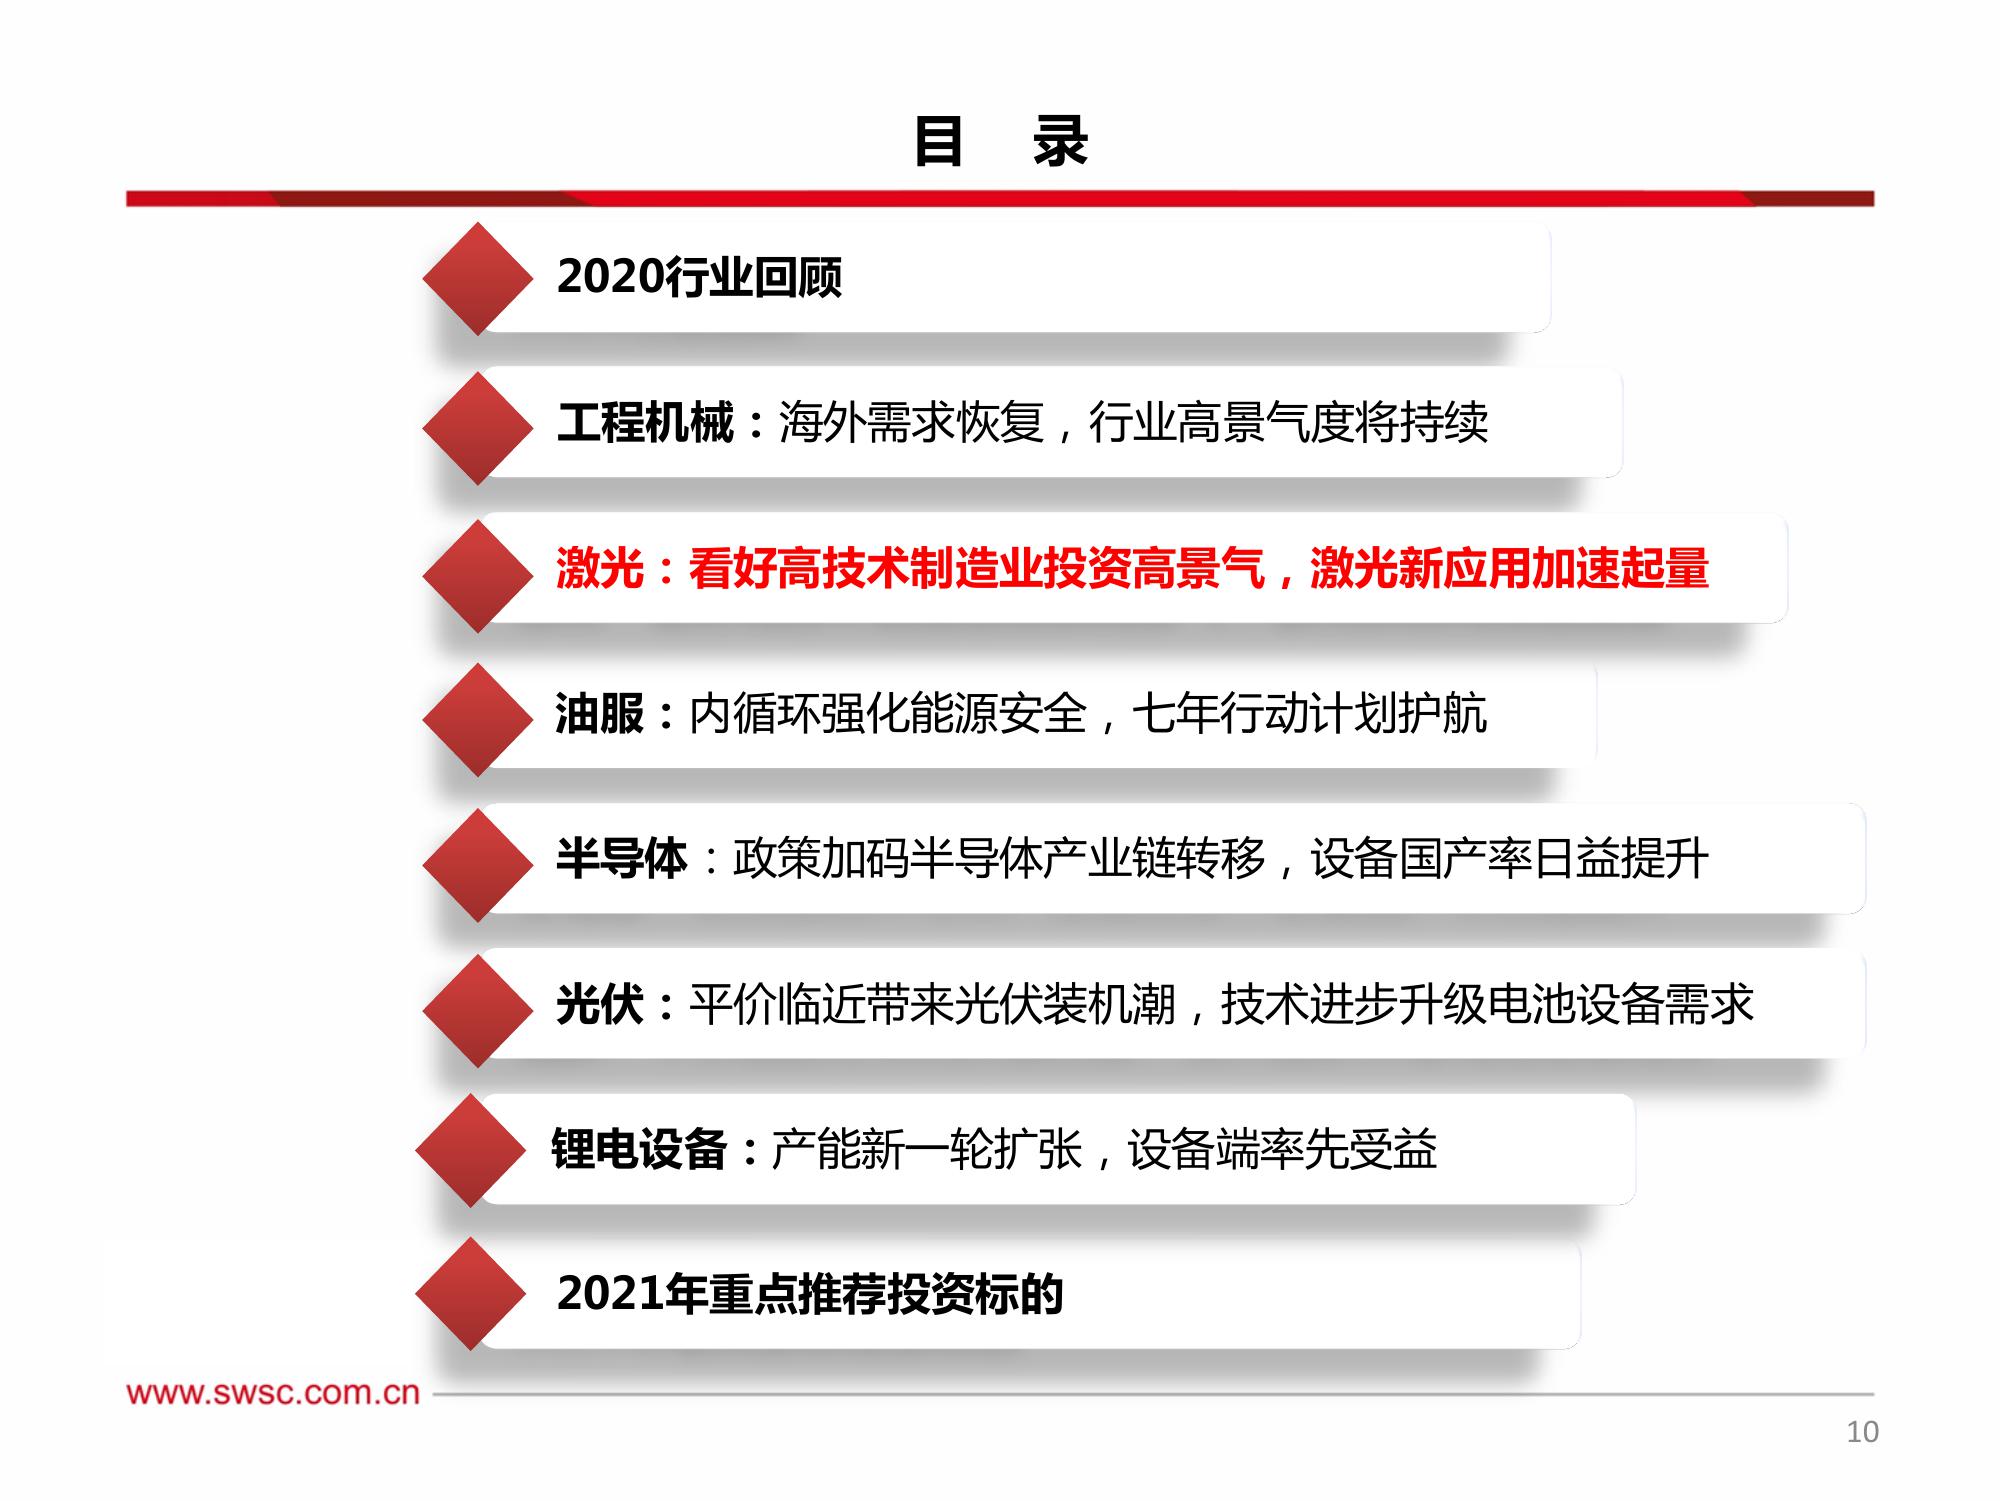 目 录
2020行业回顾
工程机械：海外需求恢复，行业高景气度将持续
激光：看好高技术制造业投资高景气，激光新应用加速起量
油服：内循环强化能源安全，七年行动计划护航
半导体：政策加码半导体产业链转移，设备国产率日益提升
光伏：平价临近带来光伏装机潮，技术进步升级电池设备需求
锂电设备：产能新一轮扩张，设备端率先受益
2021年重点推荐投资标的
www.swsc.com.cn
10